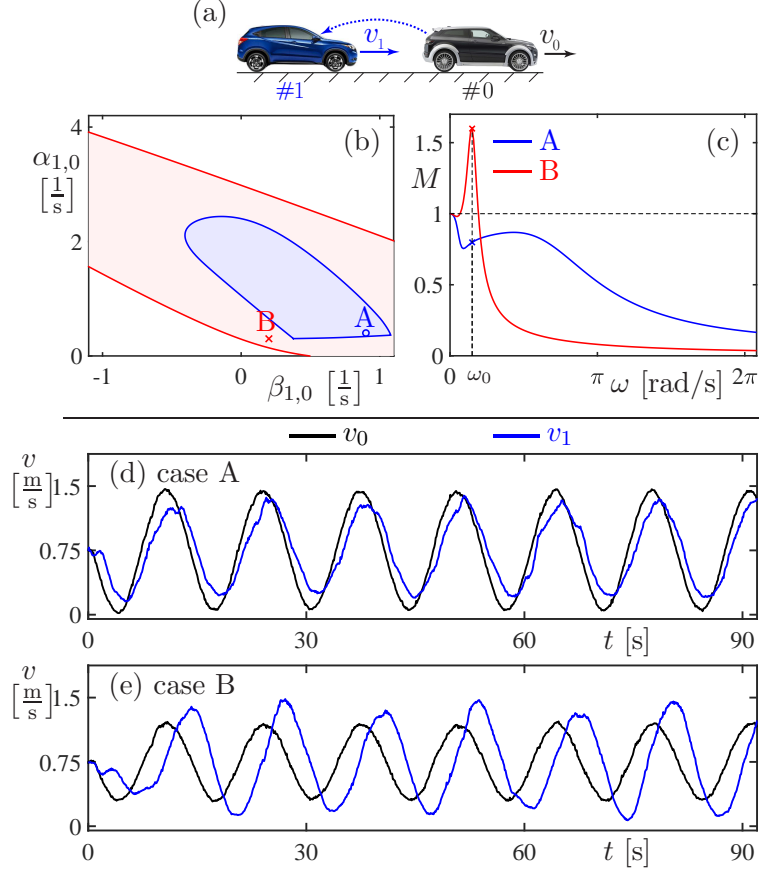 (a)
v₁
v₀
#1
#0
(b)
α₁,₀
[1/s]
4
2
0
B
A
-1
0
1
β₁,₀ [1/s]
(c)
M
A
B
1.5
1
0.5
0
0
ω₀
π
ω [rad/s]
2π
v₀
v₁
v
[m/s]
(d) case A
1.5
0.75
0
0
30
60
t [s]
90
v
[m/s]
(e) case B
1.5
0.75
0
0
30
60
t [s]
90